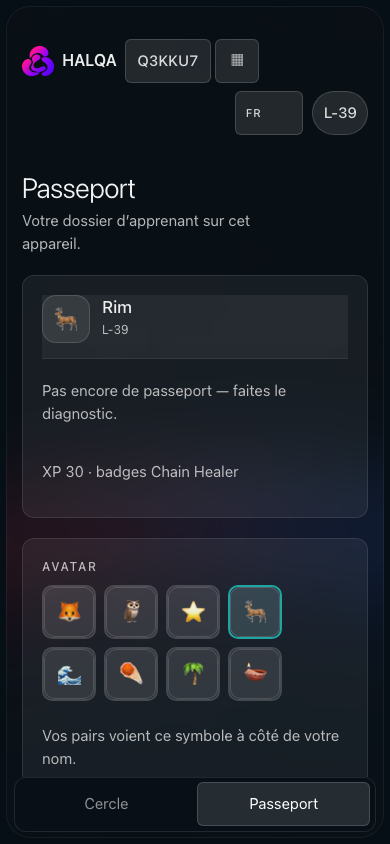 HALQA
Q3KKU7
FR
L-39
Passeport
Votre dossier d’apprenant sur cet
appareil.
Rim
L-39
Pas encore de passeport — faites le
diagnostic.
XP 30 · badges Chain Healer
AVATAR
Vos pairs voient ce symbole à côté de votre
nom.
Cercle
Passeport